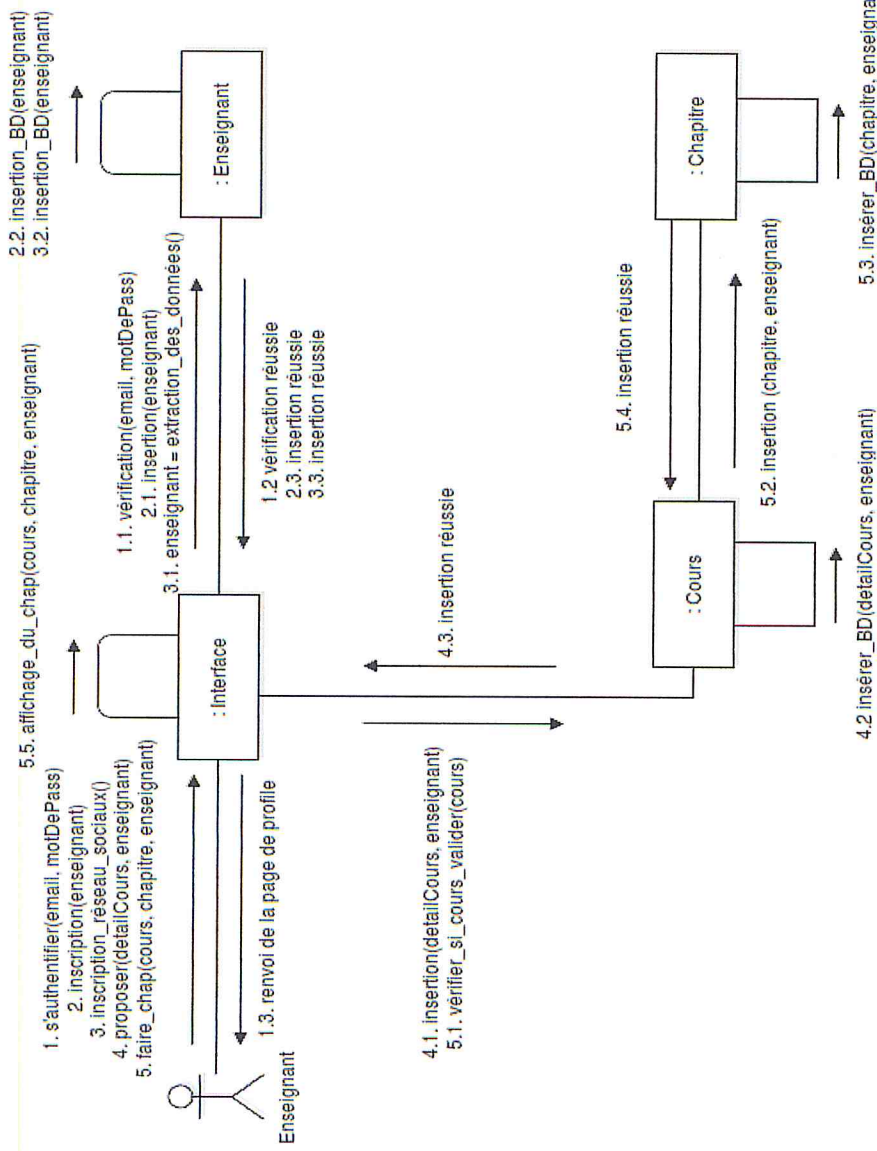 2.2. insertion_BD(enseignant)
3.2. insertion_BD(enseignant)
: Enseignant
5.5. affichage_du_chap(cours, chapitre, enseignant)
1.1. vérification(email, motDePass)
2.1. insertion(enseignant)
3.1. enseignant = extraction_des_données()
1.2 vérification réussie
2.3. insertion réussie
3.3. insertion réussie
: Interface
1. s'authentifier(email, motDePass)
2. inscription(enseignant)
3. inscription_réseau_sociaux()
4. proposer(detailCours, enseignant)
5. faire_chap(cours, chapitre, enseignant)
1.3. renvoi de la page de profile
Enseignant
4.3. insertion réussie
4.1. insertion(detailCours, enseignant)
5.1. vérifier_si_cours_valider(cours)
: Cours
4.2 insérer_BD(detailCours, enseignant)
5.4. insertion réussie
5.2. insertion (chapitre, enseignant)
: Chapitre
5.3. insérer_BD(chapitre, enseigna